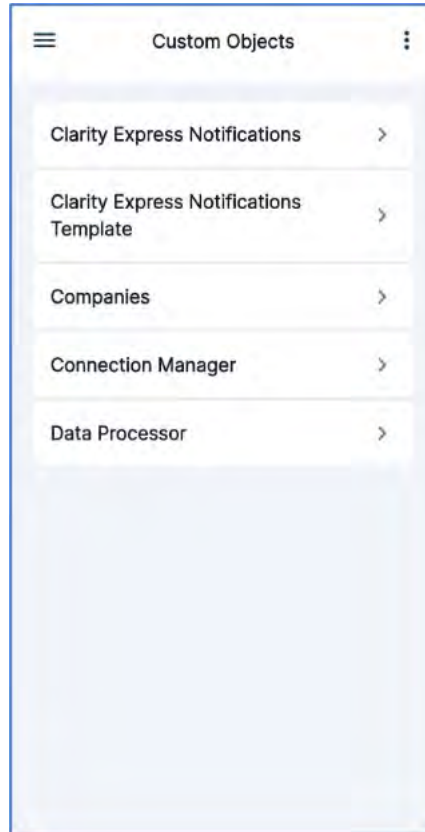 Custom Objects
Clarity Express Notifications
Clarity Express Notifications
Template
Companies
Connection Manager
Data Processor